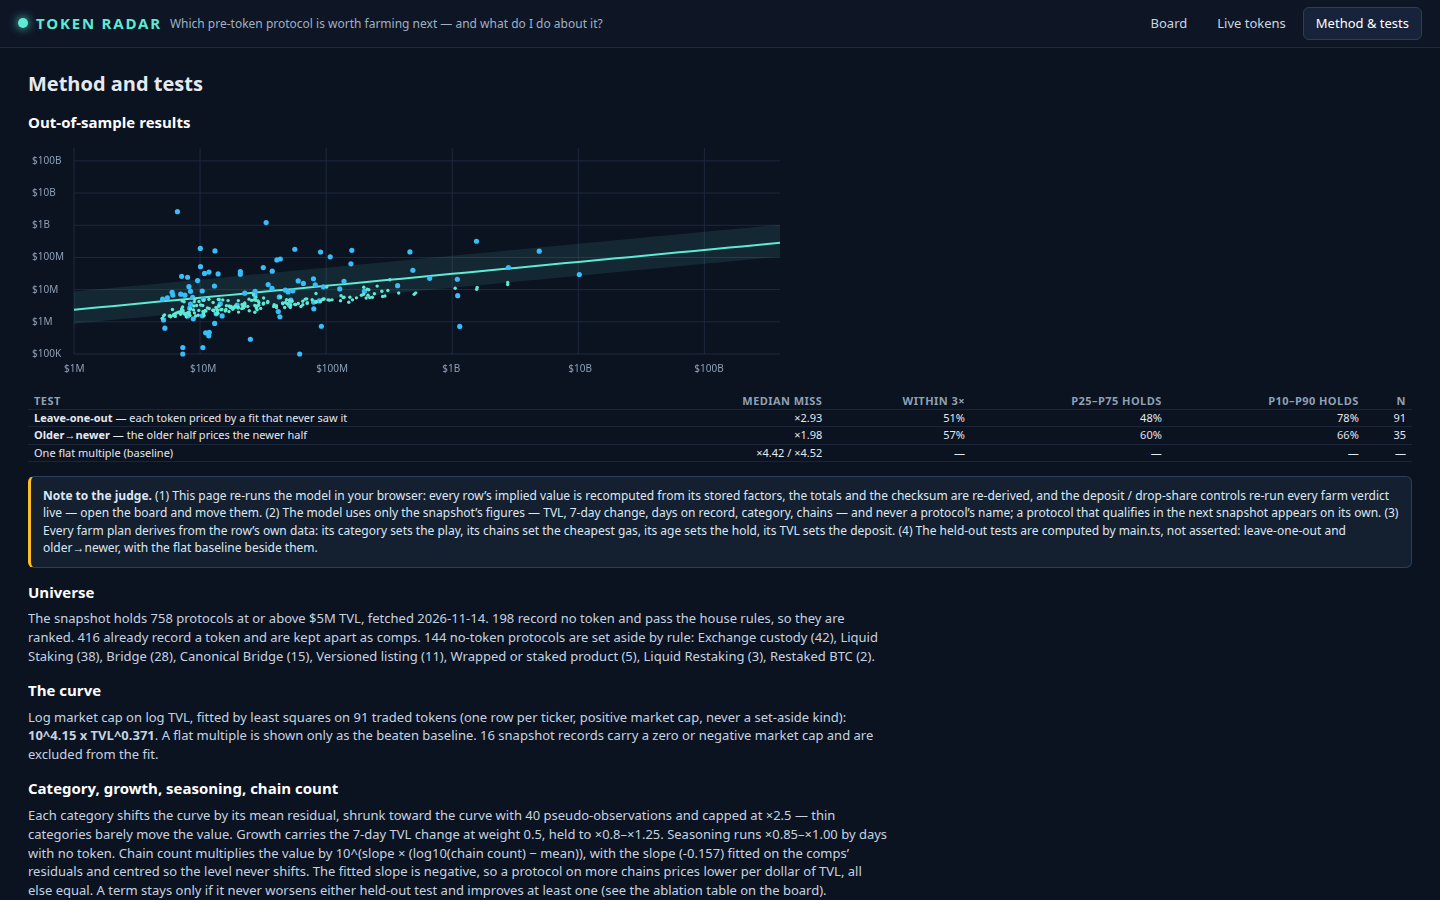 TOKEN RADAR Which pre-token protocol is worth farming next — and what do I do about it? Board Live tokens Method & tests
Method and tests
Out-of-sample results
$100B
$10B
$1B
$100M
$10M
$1M
$100K
$1M $10M $100M $1B $10B $100B
TEST MEDIAN MISS WITHIN 3× P25–P75 HOLDS P10–P90 HOLDS N
Leave-one-out — each token priced by a fit that never saw it ×2.93 51% 48% 78% 91
Older→newer — the older half prices the newer half ×1.98 57% 60% 66% 35
One flat multiple (baseline) ×4.42 / ×4.52 — — — —
Note to the judge. (1) This page re-runs the model in your browser: every row’s implied value is recomputed from its stored factors, the totals and the checksum are re-derived, and the deposit / drop-share controls re-run every farm verdict
live — open the board and move them. (2) The model uses only the snapshot’s figures — TVL, 7-day change, days on record, category, chains — and never a protocol’s name; a protocol that qualifies in the next snapshot appears on its own. (3)
Every farm plan derives from the row’s own data: its category sets the play, its chains set the cheapest gas, its age sets the hold, its TVL sets the deposit. (4) The held-out tests are computed by main.ts, not asserted: leave-one-out and
older→newer, with the flat baseline beside them.
Universe
The snapshot holds 758 protocols at or above $5M TVL, fetched 2026-11-14. 198 record no token and pass the house rules, so they are
ranked. 416 already record a token and are kept apart as comps. 144 no-token protocols are set aside by rule: Exchange custody (42), Liquid
Staking (38), Bridge (28), Canonical Bridge (15), Versioned listing (11), Wrapped or staked product (5), Liquid Restaking (3), Restaked BTC (2).
The curve
Log market cap on log TVL, fitted by least squares on 91 traded tokens (one row per ticker, positive market cap, never a set-aside kind):
10^4.15 x TVL^0.371. A flat multiple is shown only as the beaten baseline. 16 snapshot records carry a zero or negative market cap and are
excluded from the fit.
Category, growth, seasoning, chain count
Each category shifts the curve by its mean residual, shrunk toward the curve with 40 pseudo-observations and capped at ×2.5 — thin
categories barely move the value. Growth carries the 7-day TVL change at weight 0.5, held to ×0.8–×1.25. Seasoning runs ×0.85–×1.00 by days
with no token. Chain count multiplies the value by 10^(slope × (log10(chain count) − mean)), with the slope (-0.157) fitted on the comps’
residuals and centred so the level never shifts. The fitted slope is negative, so a protocol on more chains prices lower per dollar of TVL, all
else equal. A term stays only if it never worsens either held-out test and improves at least one (see the ablation table on the board).